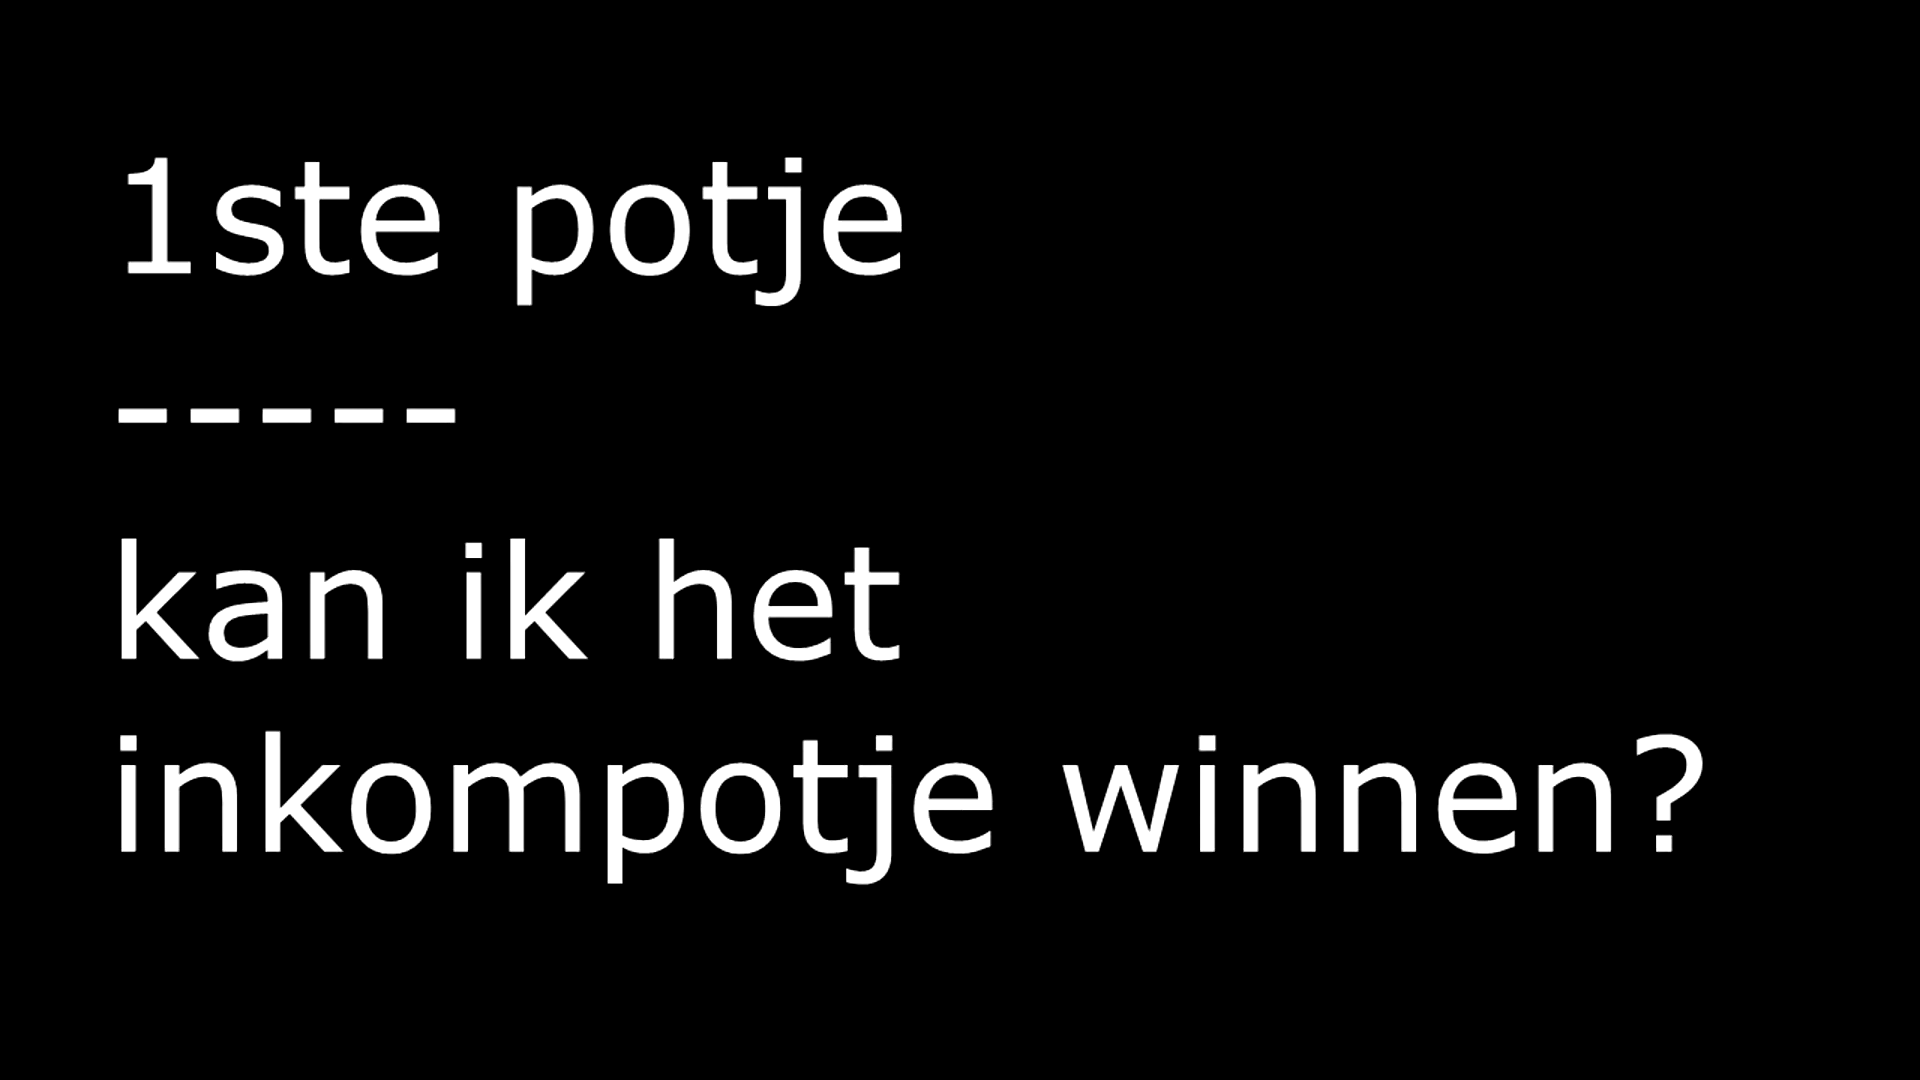 1ste potje
-----
kan ik het
inkompotje winnen?